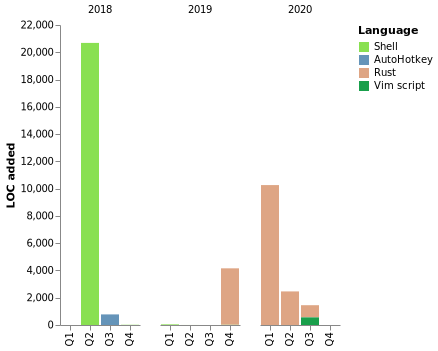 2018 2019 2020
Language
Shell
AutoHotkey
Rust
Vim script
LOC added
22,000
20,000
18,000
16,000
14,000
12,000
10,000
8,000
6,000
4,000
2,000
0
Q1 Q2 Q3 Q4 Q1 Q2 Q3 Q4 Q1 Q2 Q3 Q4